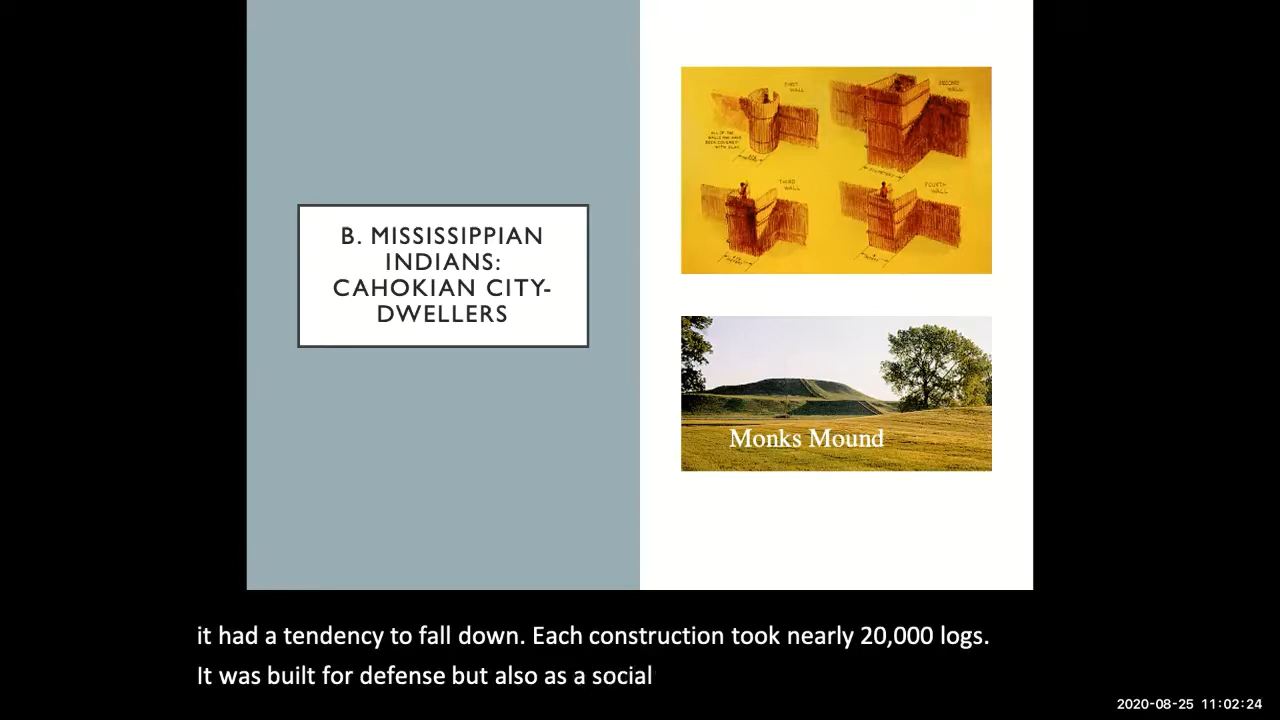 B. MISSISSIPPIAN
INDIANS:
CAHOKIAN CITY-
DWELLERS
FIRST
WALL
SECOND
WALL
THIRD
WALL
FOURTH
WALL
Monks Mound
it had a tendency to fall down. Each construction took nearly 20,000 logs.
It was built for defense but also as a social
2020-08-25 11:02:24